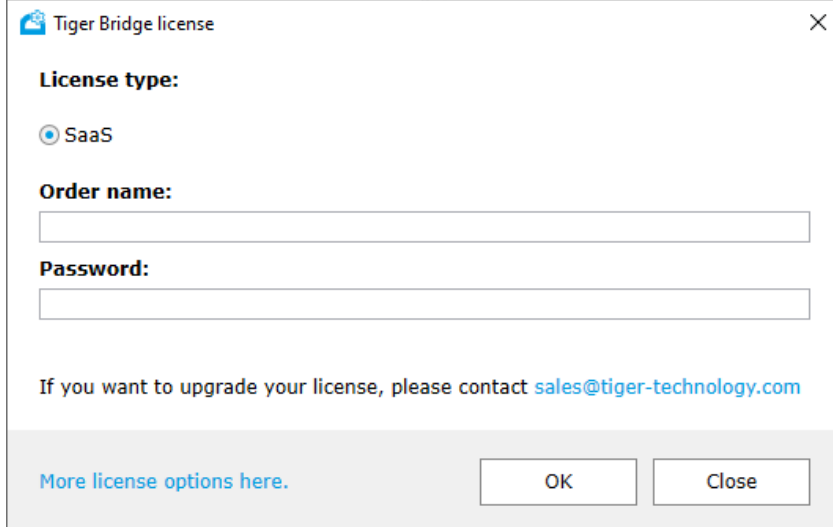 Tiger Bridge license
License type:
SaaS
Order name:
Password:
If you want to upgrade your license, please contact sales@tiger-technology.com
More license options here.
OK
Close